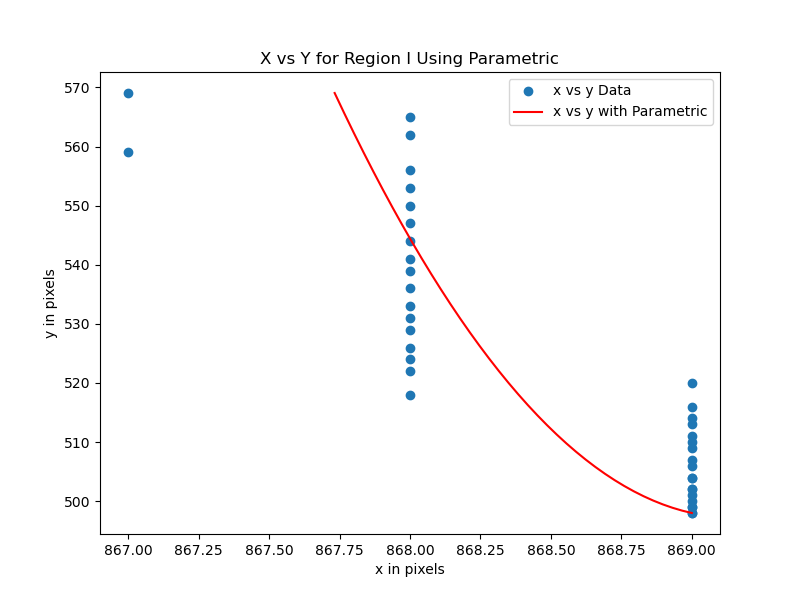 X vs Y for Region I Using Parametric
x vs y Data
x vs y with Parametric
570
560
550
540
530
520
510
500
y in pixels
867.00 867.25 867.50 867.75 868.00 868.25 868.50 868.75 869.00
x in pixels